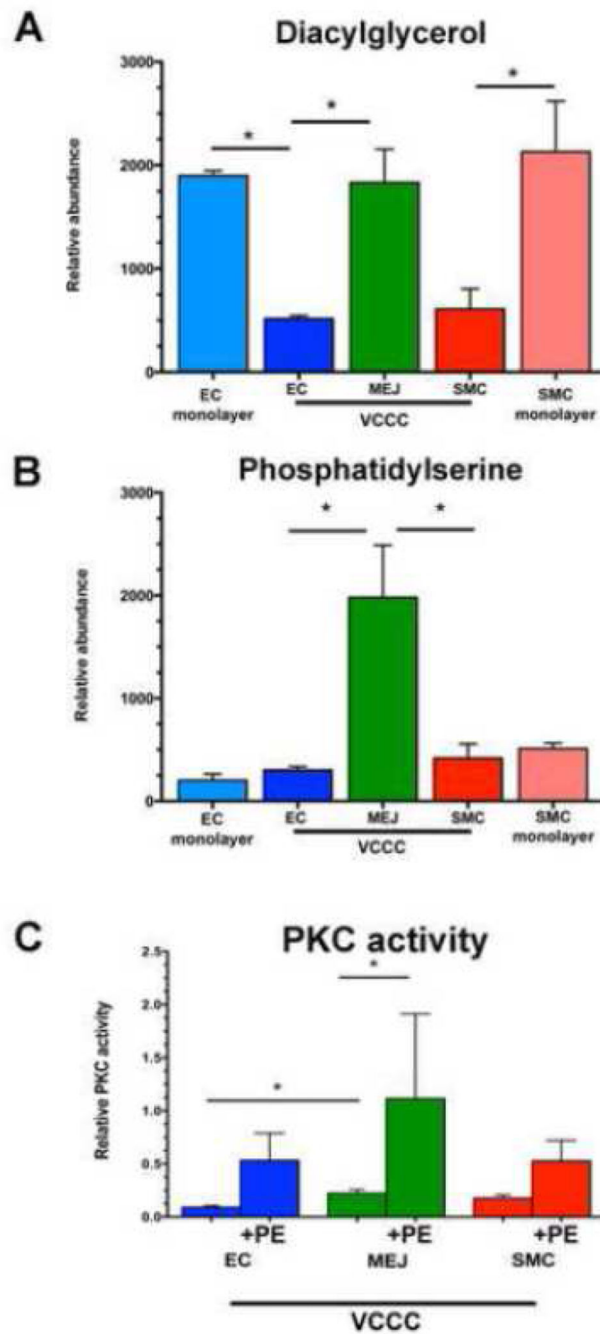 A
Diacylglycerol
Relative abundance
3000
2000
1000
0
* * *
EC monolayer
EC MEJ SMC
SMC monolayer
VCCC
B
Phosphatidylserine
Relative abundance
3000
2000
1000
0
* *
EC monolayer
EC MEJ SMC
SMC monolayer
VCCC
C
PKC activity
Relative PKC activity
2.5
2.0
1.5
1.0
0.5
0.0
* *
+PE +PE +PE
EC MEJ SMC
VCCC